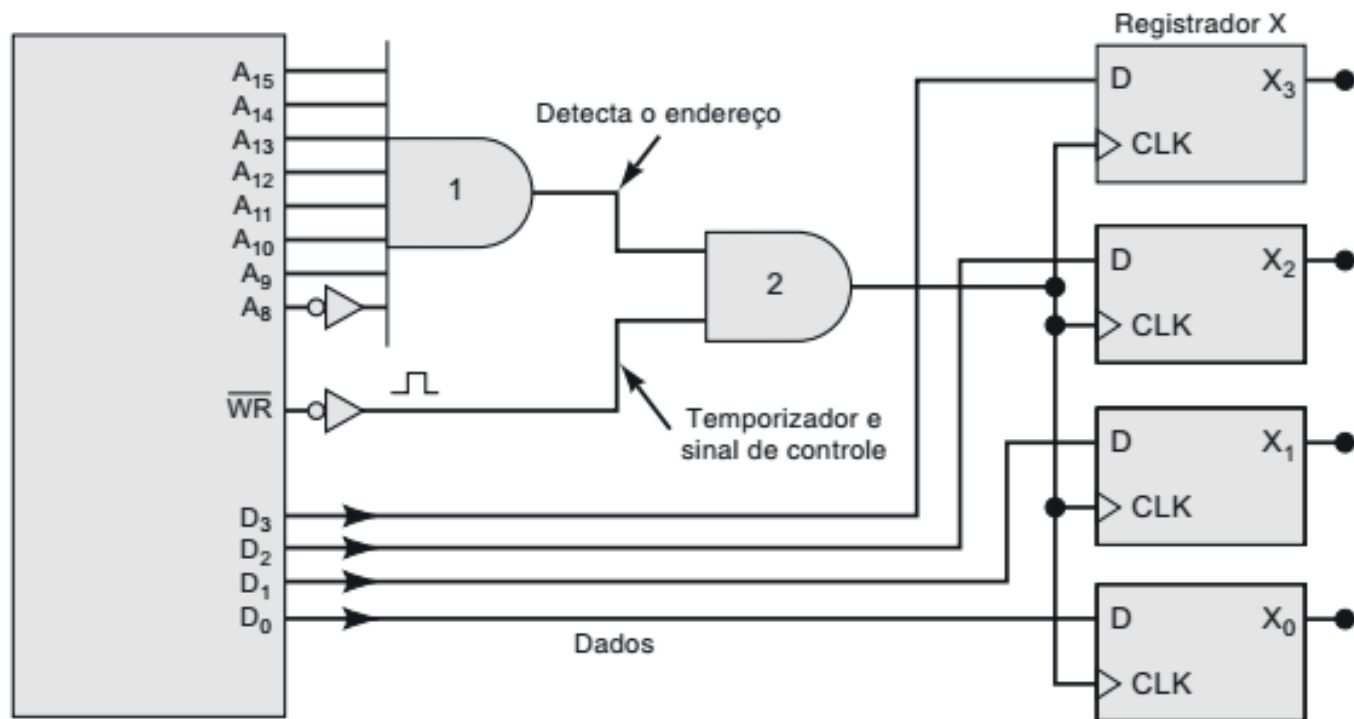 Registrador X
A15
A14
A13
A12
A11
A10
A9
A8
1
Detecta o endereço
2
WR
Temporizador e
sinal de controle
D3
D2
D1
D0
Dados
D X3
CLK
D X2
CLK
D X1
CLK
D X0
CLK